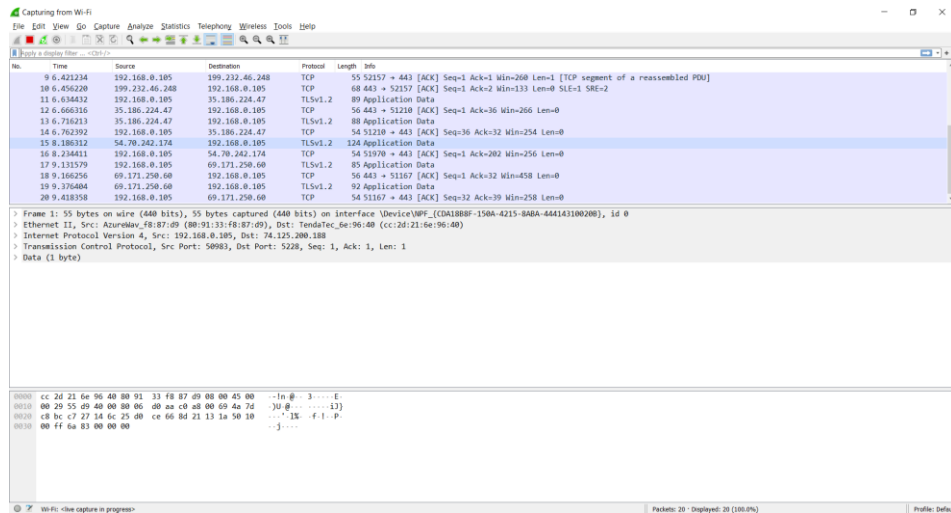 Capturing from Wi-Fi
File Edit View Go Capture Analyze Statistics Telephony Wireless Tools Help
Apply a display filter ... <Ctrl-/>
No. Time Source Destination Protocol Length Info
9 6.421234 192.168.0.105 199.232.46.248 TCP 55 52157 → 443 [ACK] Seq=1 Ack=1 Win=260 Len=1 [TCP segment of a reassembled PDU]
10 6.456220 199.232.46.248 192.168.0.105 TCP 68 443 → 52157 [ACK] Seq=1 Ack=2 Win=133 Len=0 SLE=1 SRE=2
11 6.634432 192.168.0.105 35.186.224.47 TLSv1.2 89 Application Data
12 6.666316 35.186.224.47 192.168.0.105 TCP 56 443 → 51210 [ACK] Seq=1 Ack=36 Win=266 Len=0
13 6.716213 35.186.224.47 192.168.0.105 TLSv1.2 88 Application Data
14 6.762392 192.168.0.105 35.186.224.47 TCP 54 51210 → 443 [ACK] Seq=36 Ack=32 Win=254 Len=0
15 8.186312 54.70.242.174 192.168.0.105 TLSv1.2 124 Application Data
16 8.234411 192.168.0.105 54.70.242.174 TCP 54 51970 → 443 [ACK] Seq=1 Ack=202 Win=256 Len=0
17 9.131579 192.168.0.105 69.171.250.60 TLSv1.2 85 Application Data
18 9.166256 69.171.250.60 192.168.0.105 TCP 56 443 → 51167 [ACK] Seq=1 Ack=32 Win=458 Len=0
19 9.376404 69.171.250.60 192.168.0.105 TLSv1.2 92 Application Data
20 9.418358 192.168.0.105 69.171.250.60 TCP 54 51167 → 443 [ACK] Seq=32 Ack=39 Win=258 Len=0
> Frame 1: 55 bytes on wire (440 bits), 55 bytes captured (440 bits) on interface \Device\NPF_{CDA18B8F-150A-4215-8ABA-44414310020B}, id 0
> Ethernet II, Src: AzureWav_f8:87:d9 (80:91:33:f8:87:d9), Dst: TendaTec_6e:96:40 (cc:2d:21:6e:96:40)
> Internet Protocol Version 4, Src: 192.168.0.105, Dst: 74.125.200.188
> Transmission Control Protocol, Src Port: 50983, Dst Port: 5228, Seq: 1, Ack: 1, Len: 1
> Data (1 byte)
0000 cc 2d 21 6e 96 40 80 91 33 f8 87 d9 08 00 45 00 ·-!n·@·· 3·····E·
0010 00 29 55 d9 40 00 80 06 d0 aa c0 a8 00 69 4a 7d ·)U·@··· ·····iJ}
0020 c8 bc c7 27 14 6c 25 d0 ce 66 8d 21 13 1a 50 10 ···'·l%· ·f·!··P·
0030 00 ff 6a 83 00 00 00 ··j····
Wi-Fi: <live capture in progress> Packets: 20 · Displayed: 20 (100.0%) Profile: